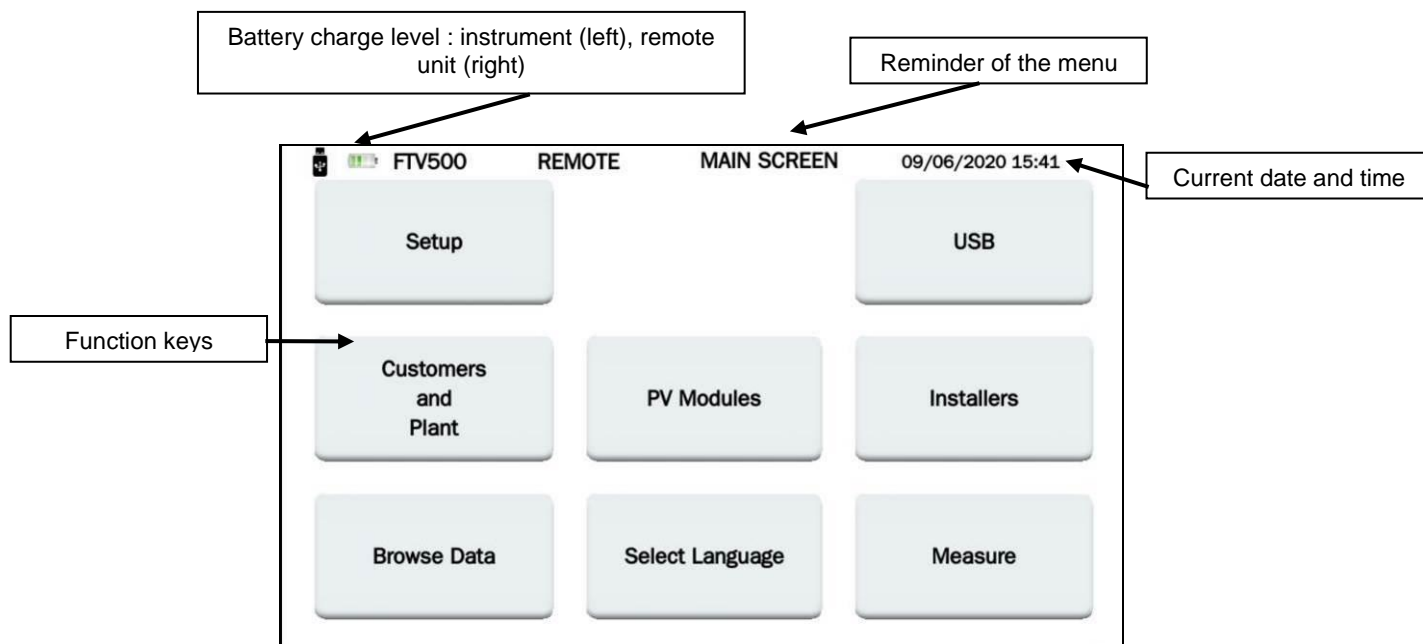 Battery charge level : instrument (left), remote
unit (right)
Reminder of the menu
FTV500 REMOTE MAIN SCREEN 09/06/2020 15:41
Current date and time
Setup
USB
Function keys
Customers
and
Plant
PV Modules
Installers
Browse Data
Select Language
Measure